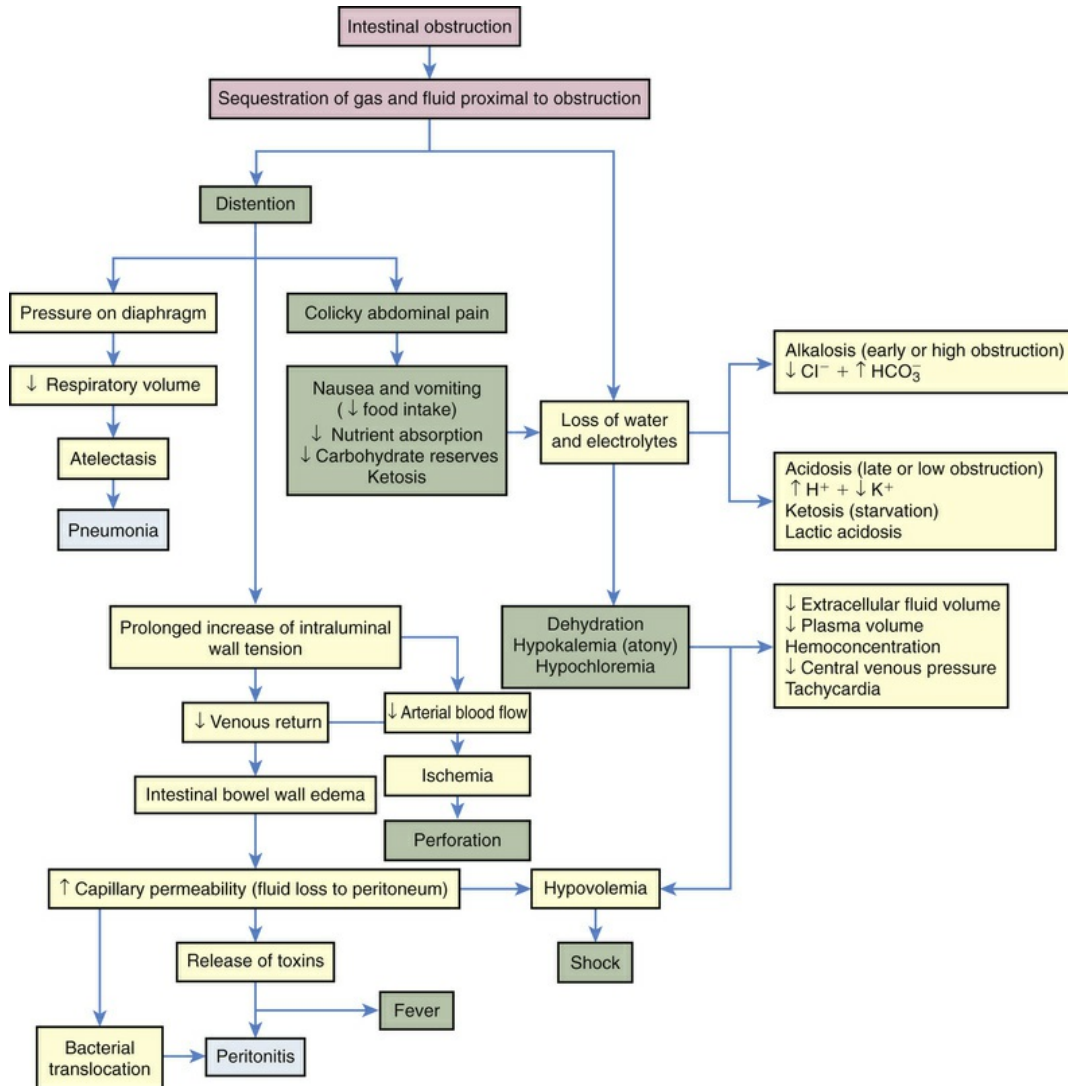 Intestinal obstruction
Sequestration of gas and fluid proximal to obstruction
Distention
Pressure on diaphragm
↓ Respiratory volume
Atelectasis
Pneumonia
Colicky abdominal pain
Nausea and vomiting
(↓ food intake)
↓ Nutrient absorption
↓ Carbohydrate reserves
Ketosis
Loss of water
and electrolytes
Alkalosis (early or high obstruction)
↓ Cl⁻ + ↑ HCO₃⁻
Acidosis (late or low obstruction)
↑ H⁺ + ↓ K⁺
Ketosis (starvation)
Lactic acidosis
Prolonged increase of intraluminal
wall tension
Dehydration
Hypokalemia (atony)
Hypochloremia
↓ Extracellular fluid volume
↓ Plasma volume
Hemoconcentration
↓ Central venous pressure
Tachycardia
↓ Venous return
↓ Arterial blood flow
Ischemia
Intestinal bowel wall edema
Perforation
↑ Capillary permeability (fluid loss to peritoneum)
Hypovolemia
Shock
Release of toxins
Fever
Bacterial
translocation
Peritonitis